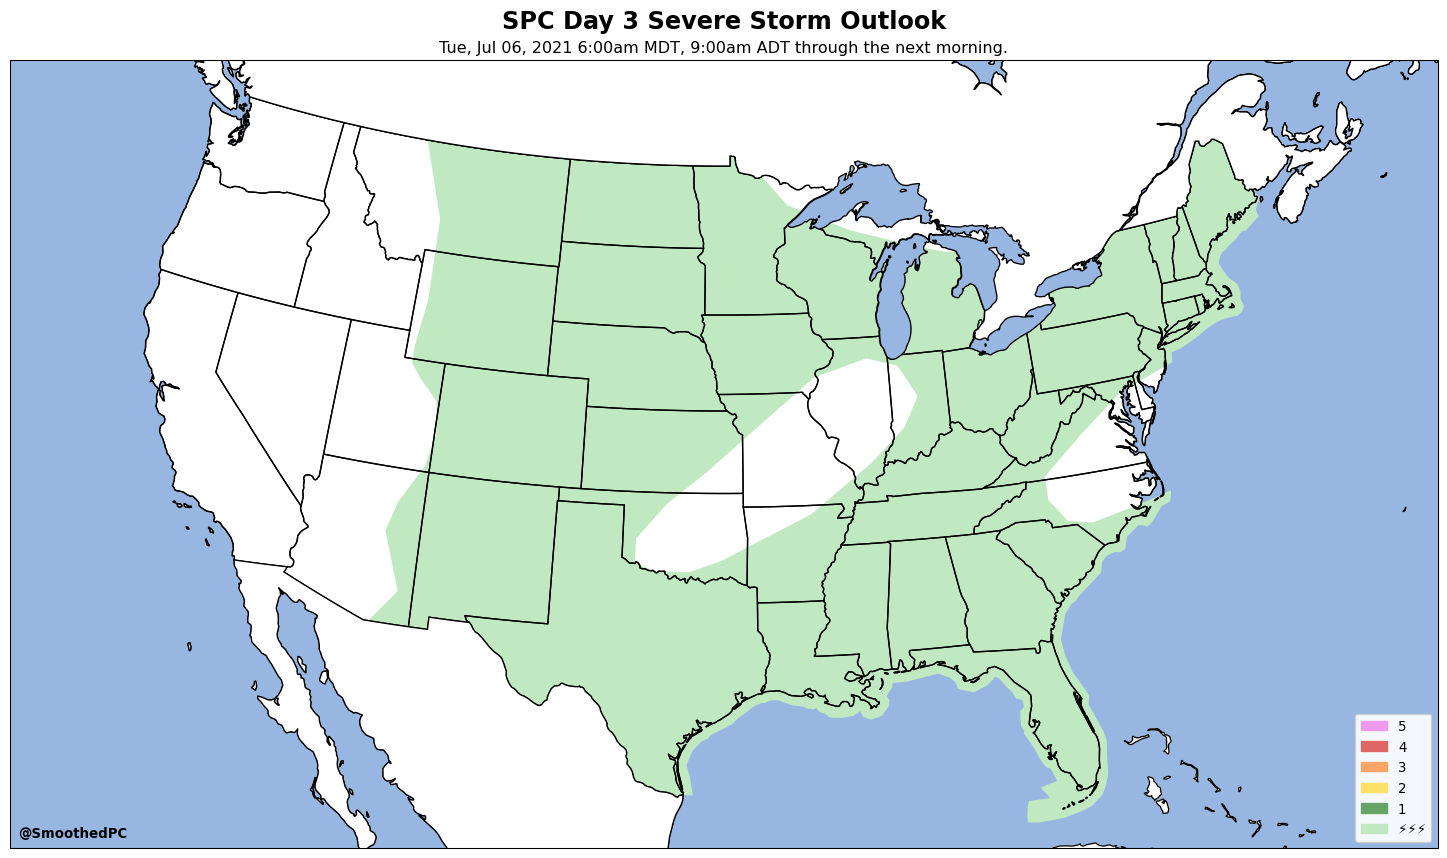 SPC Day 3 Severe Storm Outlook
Tue, Jul 06, 2021 6:00am MDT, 9:00am ADT through the next morning.
5
4
3
2
1
⚡⚡⚡
@SmoothedPC